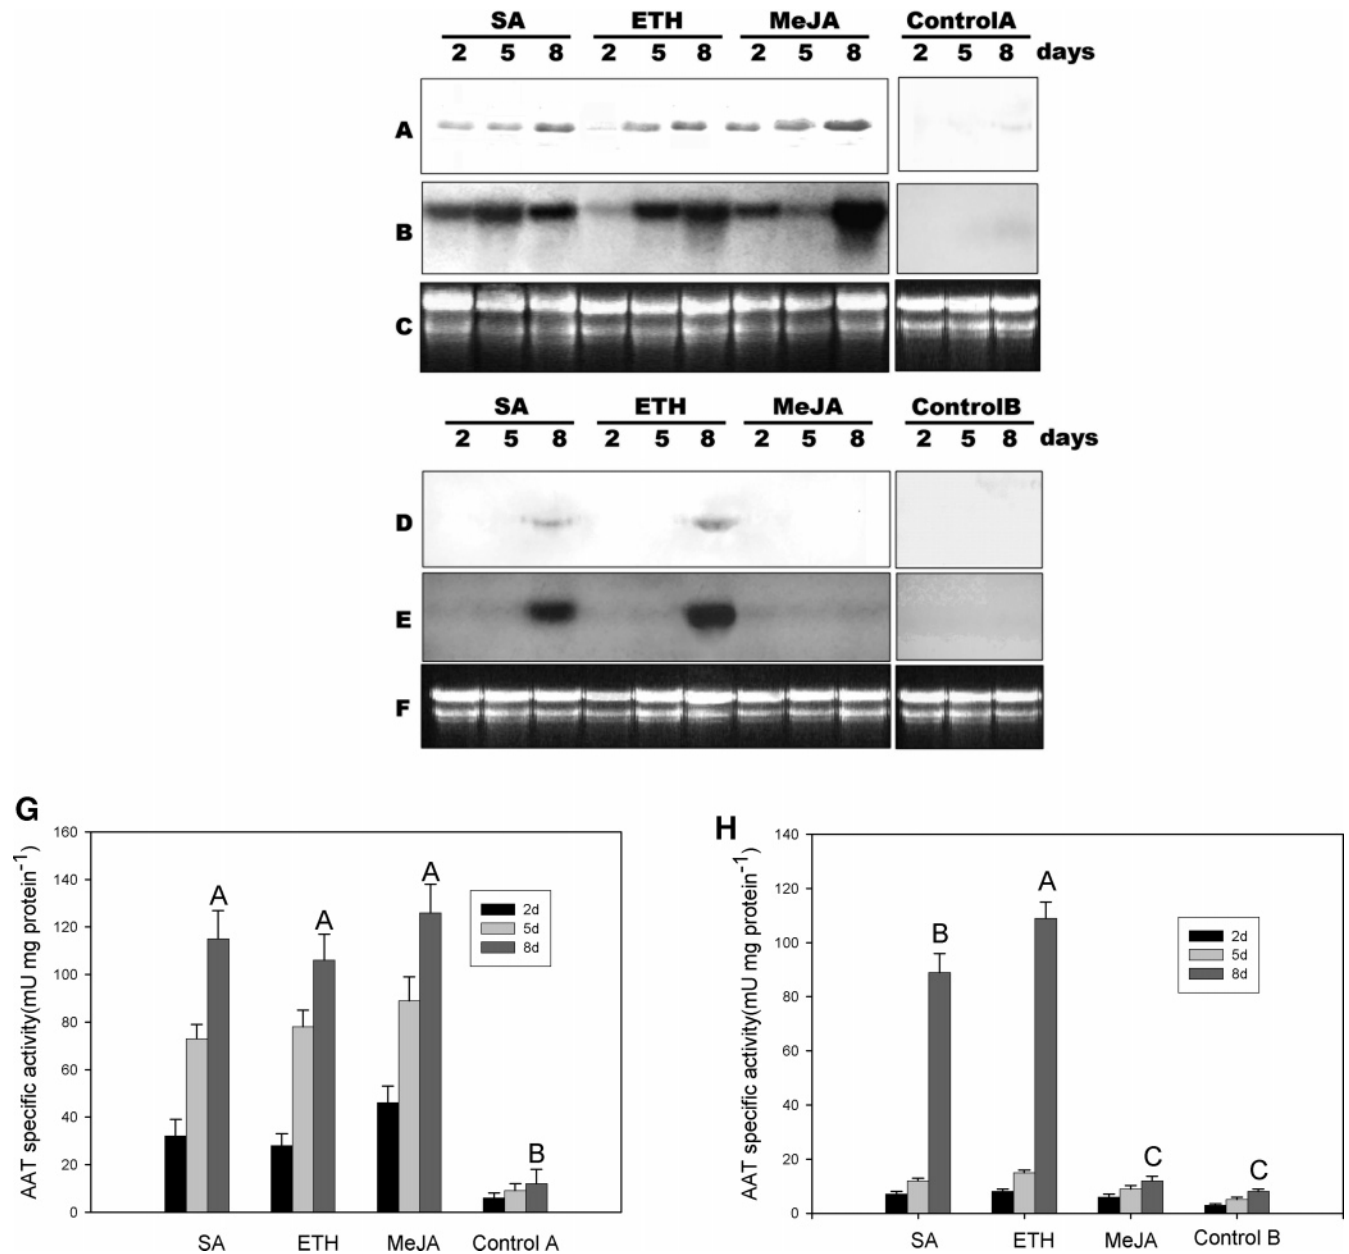 SA ETH MeJA ControlA
2 5 8 2 5 8 2 5 8 2 5 8 days
A
B
C
SA ETH MeJA ControlB
2 5 8 2 5 8 2 5 8 2 5 8 days
D
E
F
G
AAT specific activity(mU mg protein-1)
160
140
120
100
80
60
40
20
0
A
A
A
B
2d
5d
8d
SA ETH MeJA Control A
H
AAT specific activity(mU mg protein-1)
140
120
100
80
60
40
20
0
B
A
C
C
2d
5d
8d
SA ETH MeJA Control B